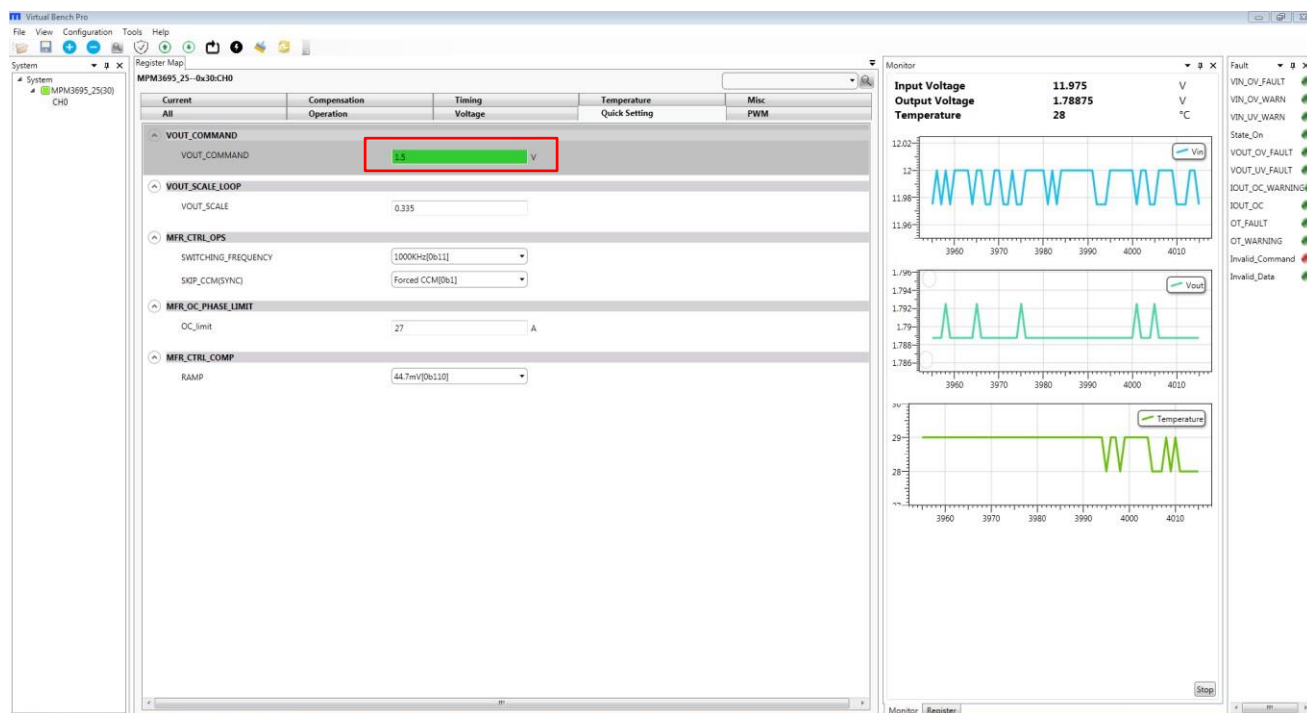 Virtual Bench Pro
File View Configuration Tools Help
System
System
MPM3695_25(30)
CH0
Register Map
MPM3695_25--0x30:CH0
Current Compensation Timing Temperature Misc
All Operation Voltage Quick Setting PWM
VOUT_COMMAND
VOUT_COMMAND 1.5 V
VOUT_SCALE_LOOP
VOUT_SCALE 0.335
MFR_CTRL_OPS
SWITCHING_FREQUENCY 1000KHz[0b11]
SKIP_CCM(SYNC) Forced CCM[0b1]
MFR_OC_PHASE_LIMIT
OC_limit 27 A
MFR_CTRL_COMP
RAMP 44.7mV[0b110]
Monitor
Input Voltage 11.975 V
Output Voltage 1.78875 V
Temperature 28 °C
12.02
12
11.98
11.96
Vin
3960 3970 3980 3990 4000 4010
1.796
1.794
1.792
1.79
1.788
1.786
Vout
3960 3970 3980 3990 4000 4010
29
28
Temperature
3960 3970 3980 3990 4000 4010
Stop
Monitor Register
Fault
VIN_OV_FAULT
VIN_OV_WARN
VIN_UV_WARN
State_On
VOUT_OV_FAULT
VOUT_UV_FAULT
IOUT_OC_WARNING
IOUT_OC
OT_FAULT
OT_WARNING
Invalid_Command
Invalid_Data